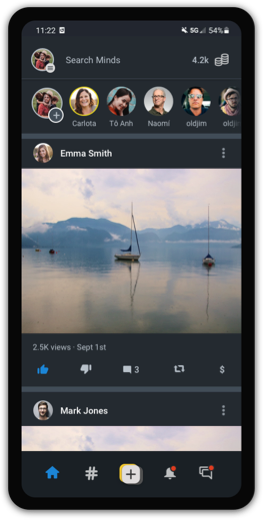 11:22
5G 54%
Search Minds 4.2k
Carlota Tô Anh Naomi oldjim oldji
Emma Smith
2.5K views · Sept 1st
3 $
Mark Jones
#